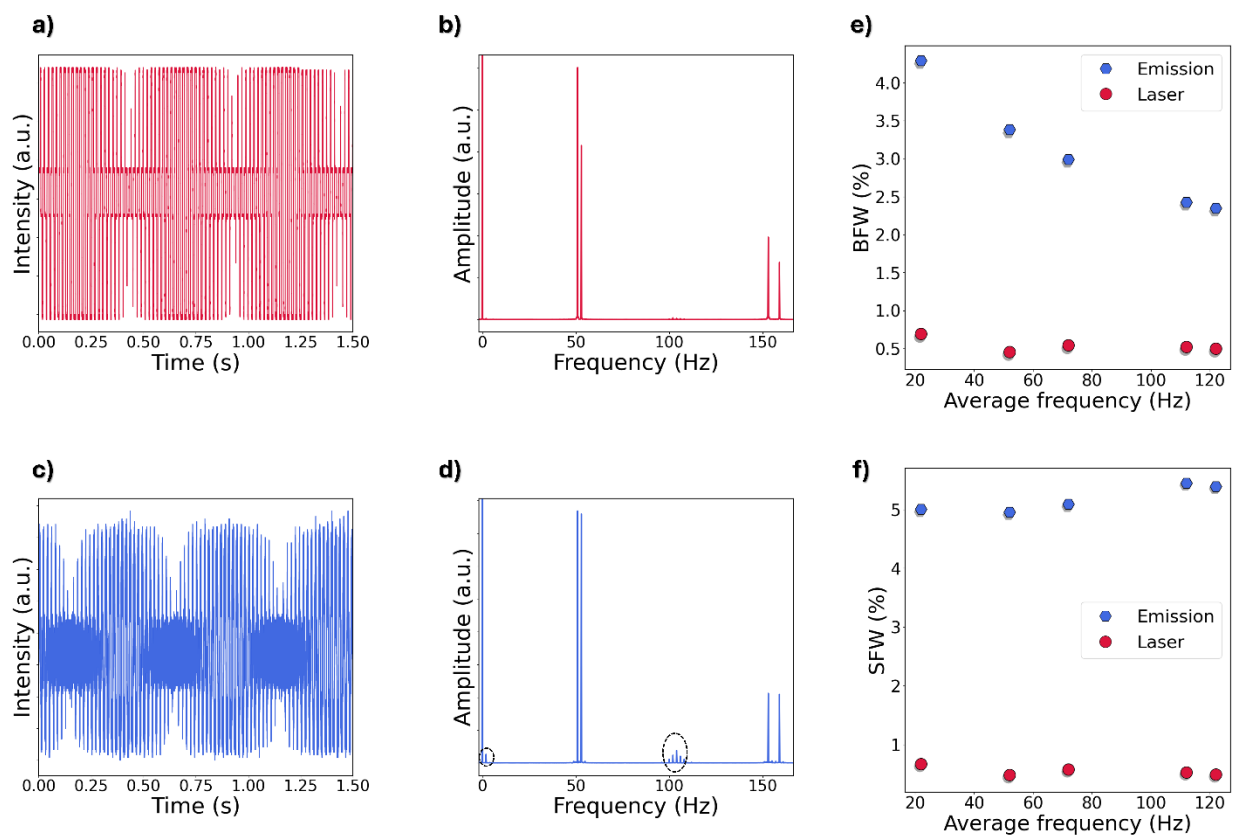 a)
Intensity (a.u.)
0.00 0.25 0.50 0.75 1.00 1.25 1.50
Time (s)
b)
Amplitude (a.u.)
0 50 100 150
Frequency (Hz)
e)
BFW (%)
4.0
3.5
3.0
2.5
2.0
1.5
1.0
0.5
Emission
Laser
20 40 60 80 100 120
Average frequency (Hz)
c)
Intensity (a.u.)
0.00 0.25 0.50 0.75 1.00 1.25 1.50
Time (s)
d)
Amplitude (a.u.)
0 50 100 150
Frequency (Hz)
f)
SFW (%)
5
4
3
2
1
Emission
Laser
20 40 60 80 100 120
Average frequency (Hz)